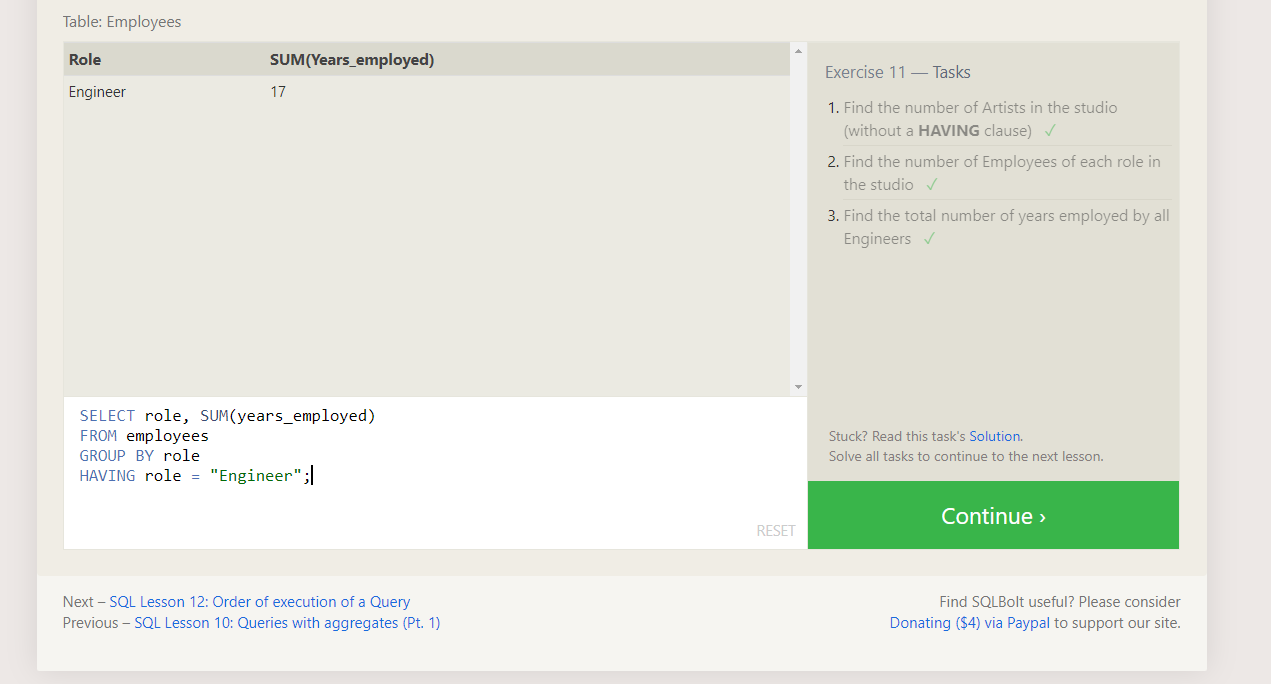 Table: Employees
Role SUM(Years_employed)
Engineer 17
Exercise 11 — Tasks
1. Find the number of Artists in the studio
(without a HAVING clause) ✓
2. Find the number of Employees of each role in
the studio ✓
3. Find the total number of years employed by all
Engineers ✓
Stuck? Read this task's Solution.
Solve all tasks to continue to the next lesson.
Continue ›
SELECT role, SUM(years_employed)
FROM employees
GROUP BY role
HAVING role = "Engineer";
RESET
Next – SQL Lesson 12: Order of execution of a Query
Previous – SQL Lesson 10: Queries with aggregates (Pt. 1)
Find SQLBolt useful? Please consider
Donating ($4) via Paypal to support our site.